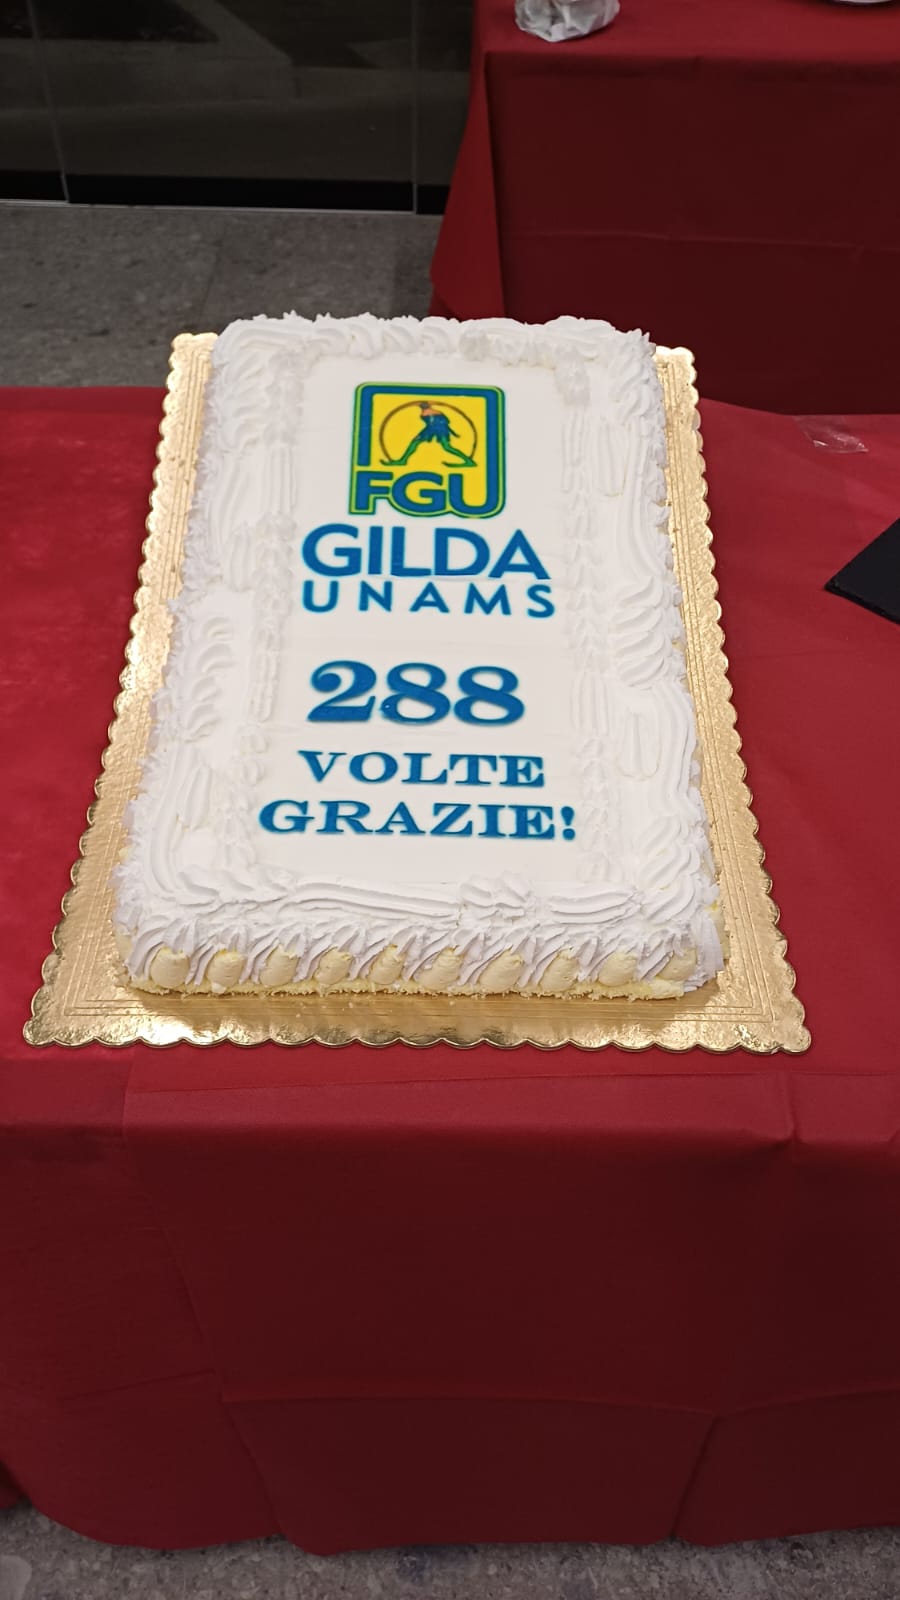 FGU
GILDA
UNAMS
288
VOLTE
GRAZIE!